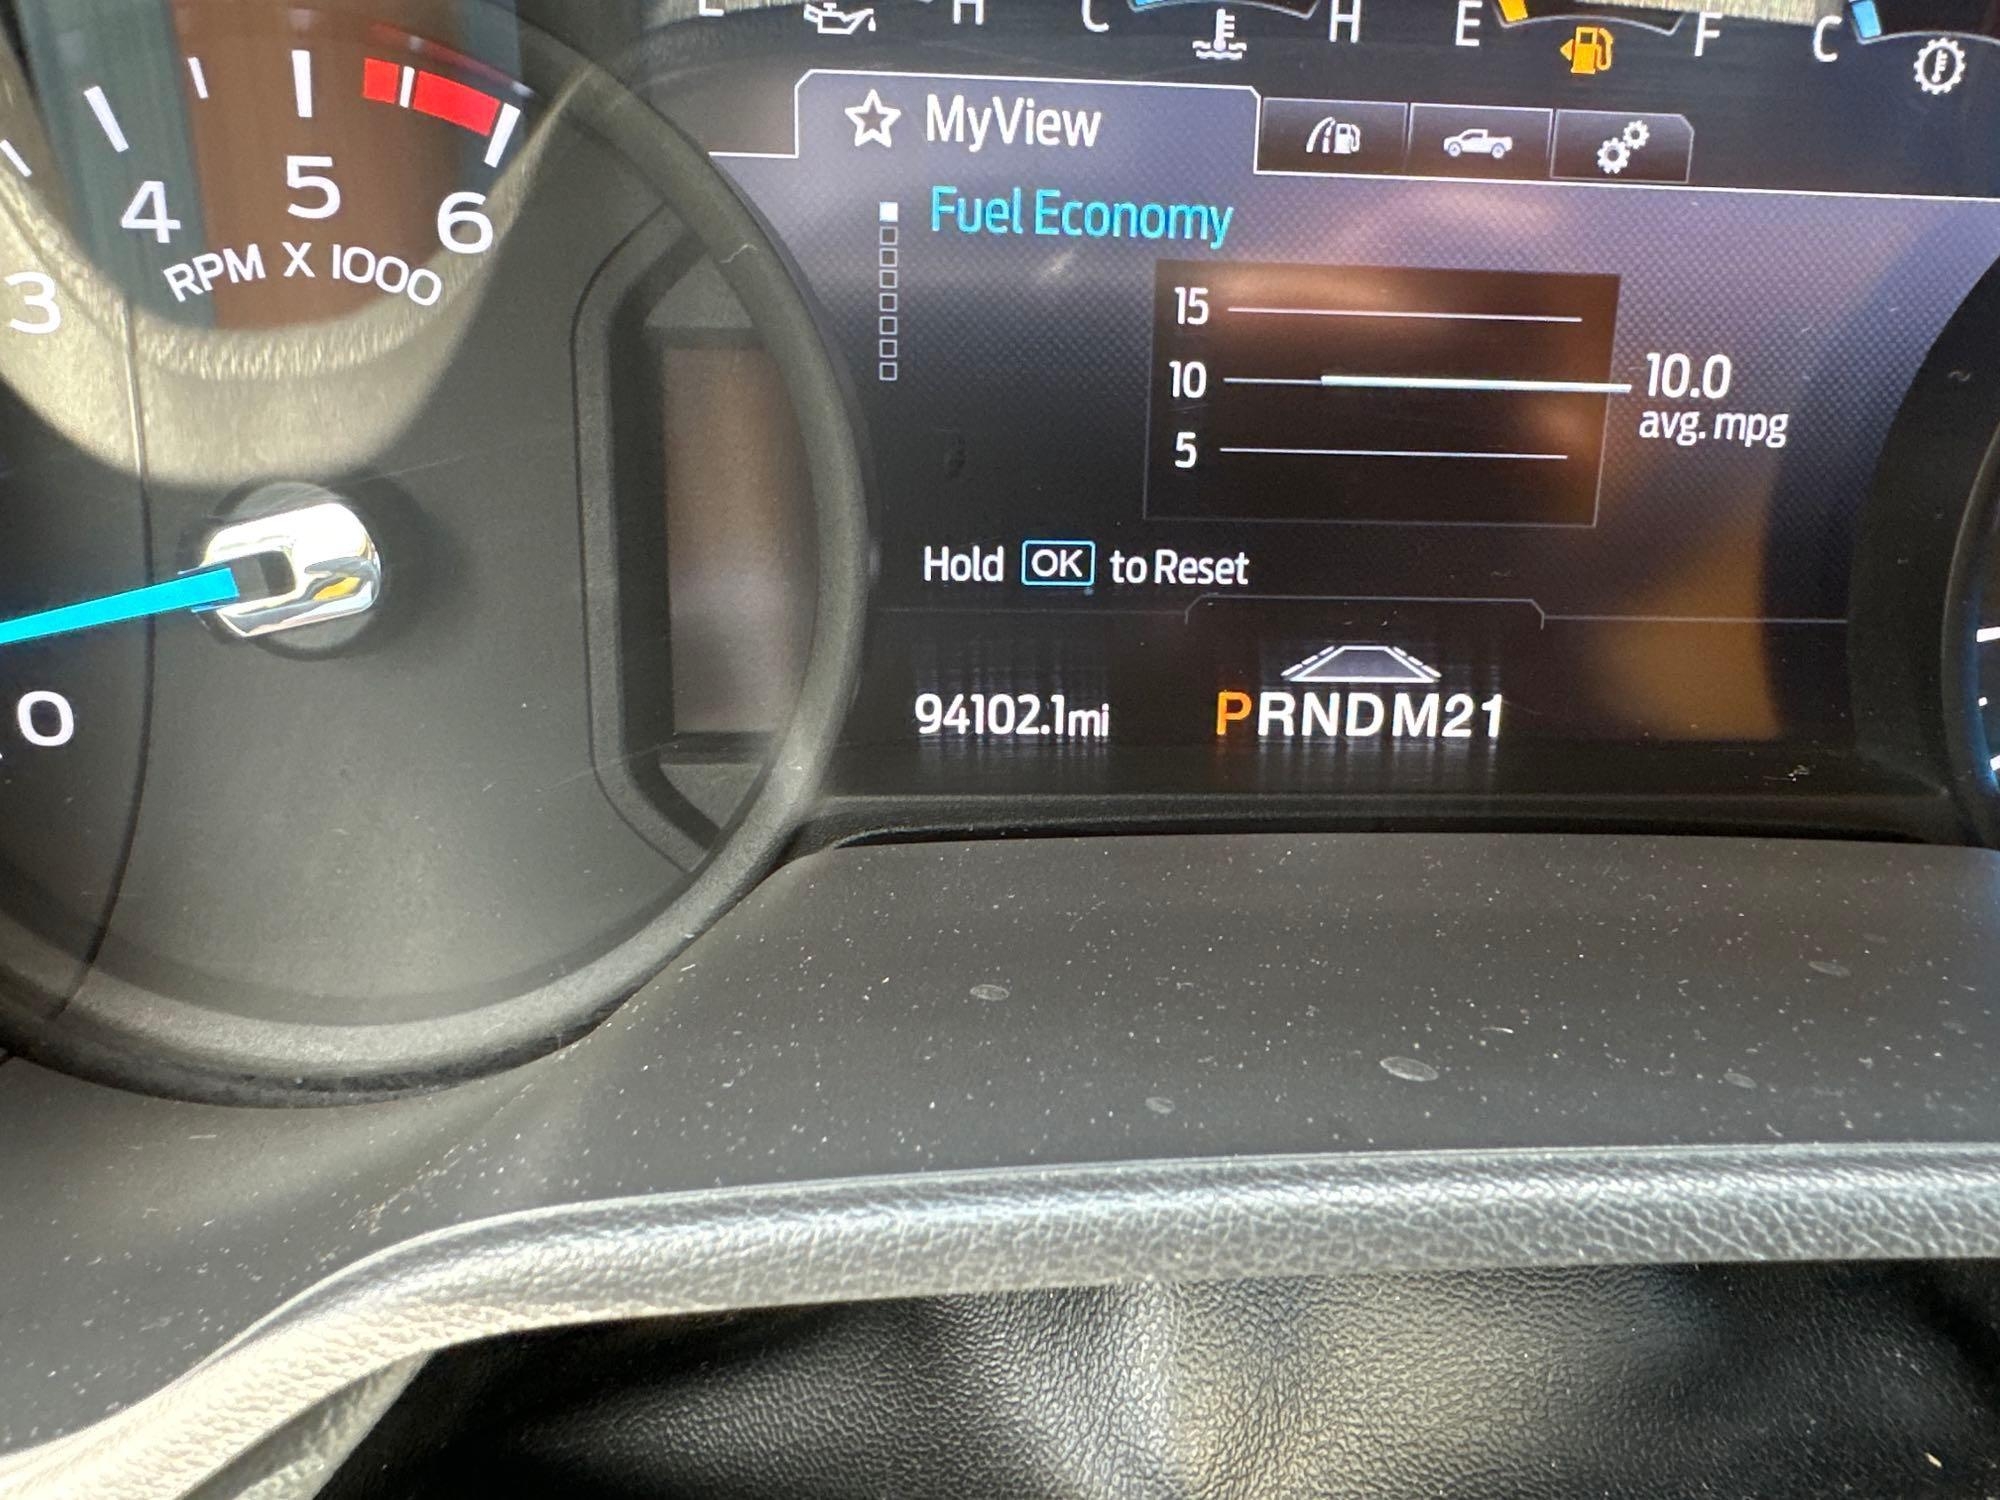 L H C H E F C
MyView
Fuel Economy
15
10
5
10.0
avg. mpg
Hold OK to Reset
94102.1mi
PRNDM21
3 4 5 6
RPM X 1000
0